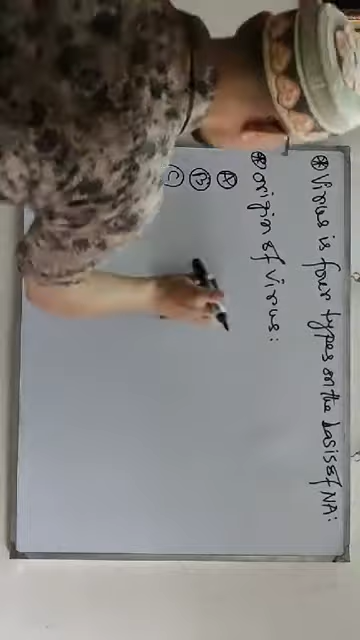 * Virus is four types on the basis of NA:
* origin of virus:
A
B
C